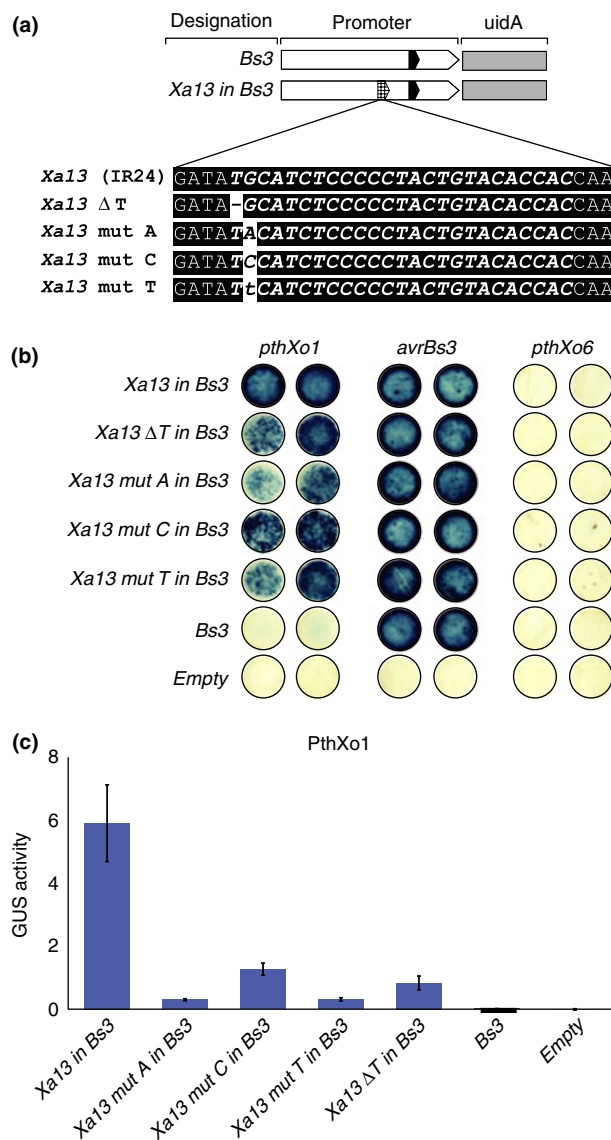 (a)
Designation Promoter uidA
Bs3
Xa13 in Bs3
Xa13 (IR24) GATATGCATCTCCCCCTACTGTACACCACCAA
Xa13 Δ T GATA-GCATCTCCCCCTACTGTACACCACCAA
Xa13 mut A GATATACATCTCCCCCTACTGTACACCACCAA
Xa13 mut C GATATCCATCTCCCCCTACTGTACACCACCAA
Xa13 mut T GATATtCATCTCCCCCTACTGTACACCACCAA
(b)
pthXo1 avrBs3 pthXo6
Xa13 in Bs3
Xa13 ΔT in Bs3
Xa13 mut A in Bs3
Xa13 mut C in Bs3
Xa13 mut T in Bs3
Bs3
Empty
(c)
PthXo1
GUS activity
8
6
4
2
0
Xa13 in Bs3
Xa13 mut A in Bs3
Xa13 mut C in Bs3
Xa13 mut T in Bs3
Xa13 ΔT in Bs3
Bs3
Empty